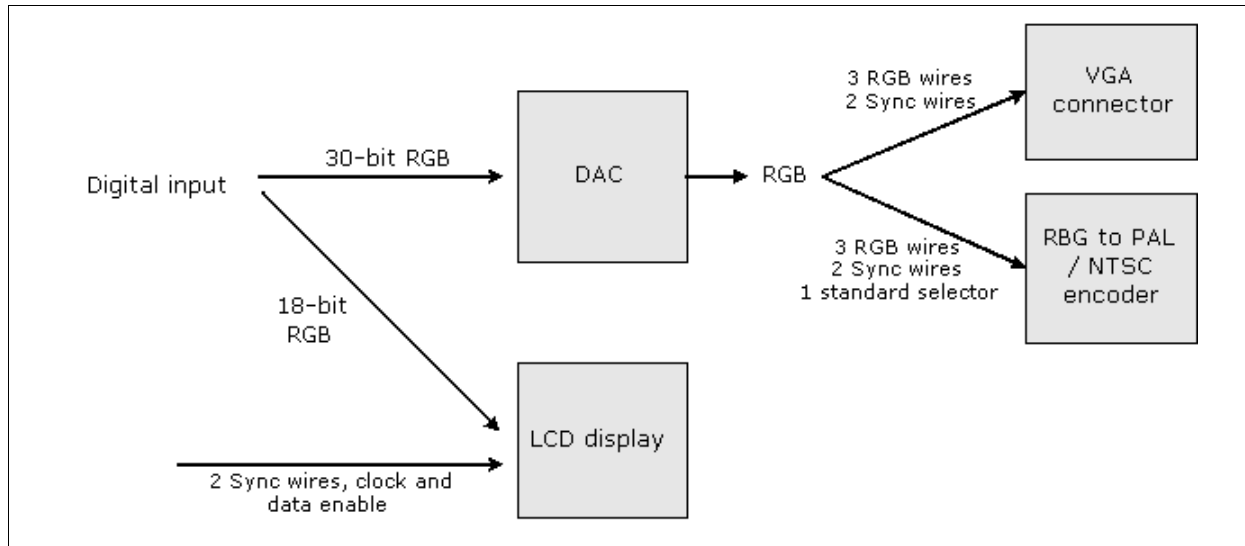 Digital input
30-bit RGB
18-bit
RGB
2 Sync wires, clock and
data enable
DAC
LCD display
RGB
3 RGB wires
2 Sync wires
3 RGB wires
2 Sync wires
1 standard selector
VGA
connector
RBG to PAL
/ NTSC
encoder